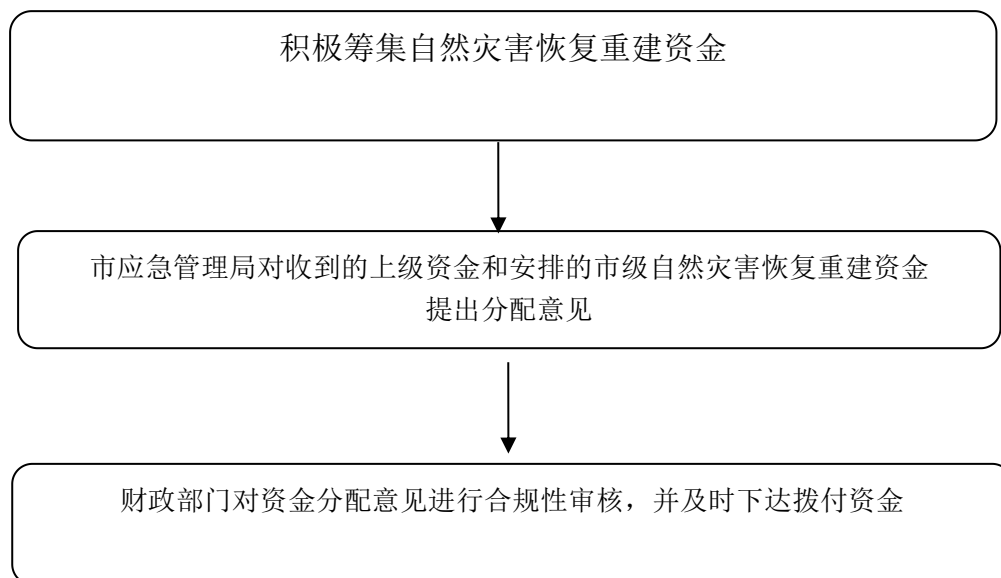 积极筹集自然灾害恢复重建资金
市应急管理局对收到的上级资金和安排的市级自然灾害恢复重建资金
提出分配意见
财政部门对资金分配意见进行合规性审核，并及时下达拨付资金